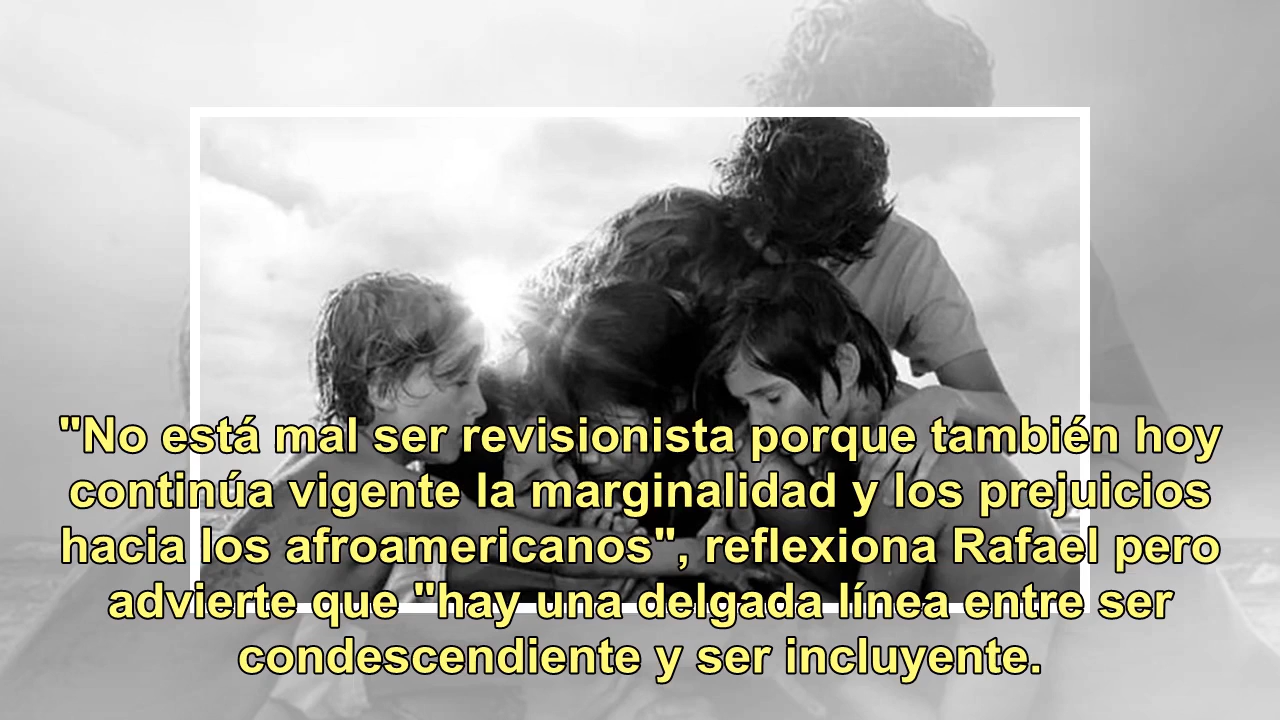 "No está mal ser revisionista porque también hoy
continúa vigente la marginalidad y los prejuicios
hacia los afroamericanos", reflexiona Rafael pero
advierte que "hay una delgada línea entre ser
condescendiente y ser incluyente.